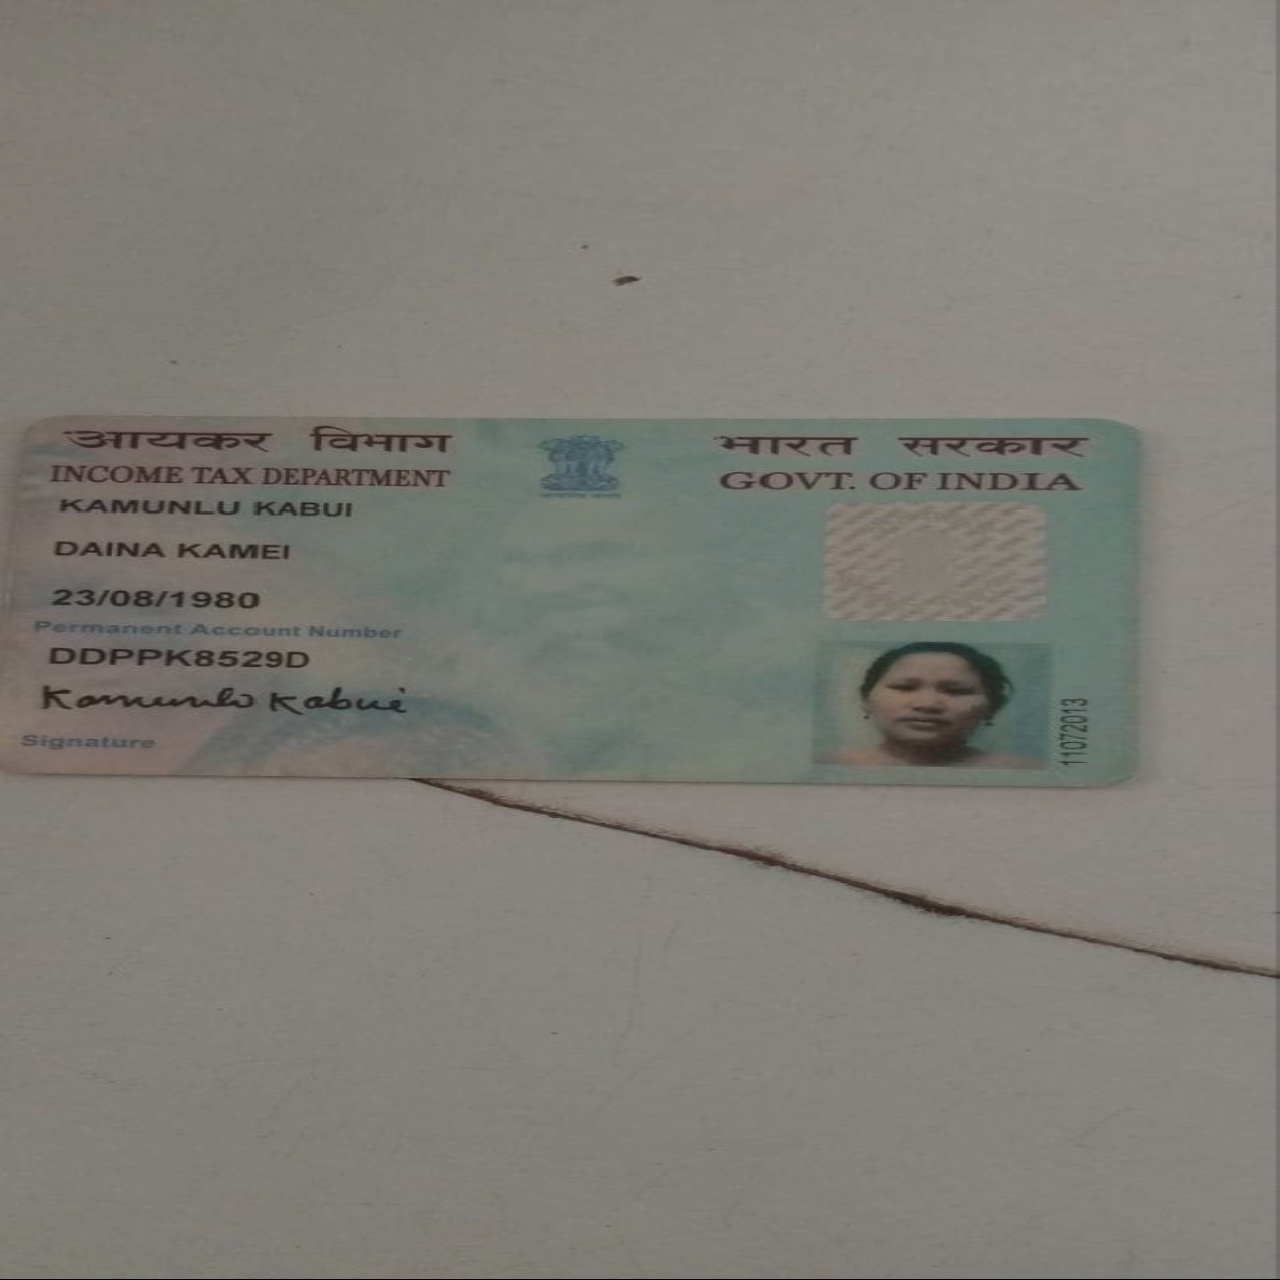 आयकर विभाग
INCOME TAX DEPARTMENT
भारत सरकार
GOVT. OF INDIA
KAMUNLU KABUI
DAINA KAMEI
23/08/1980
Permanent Account Number
DDPPK8529D
Kamunlu Kabui
Signature
11072013